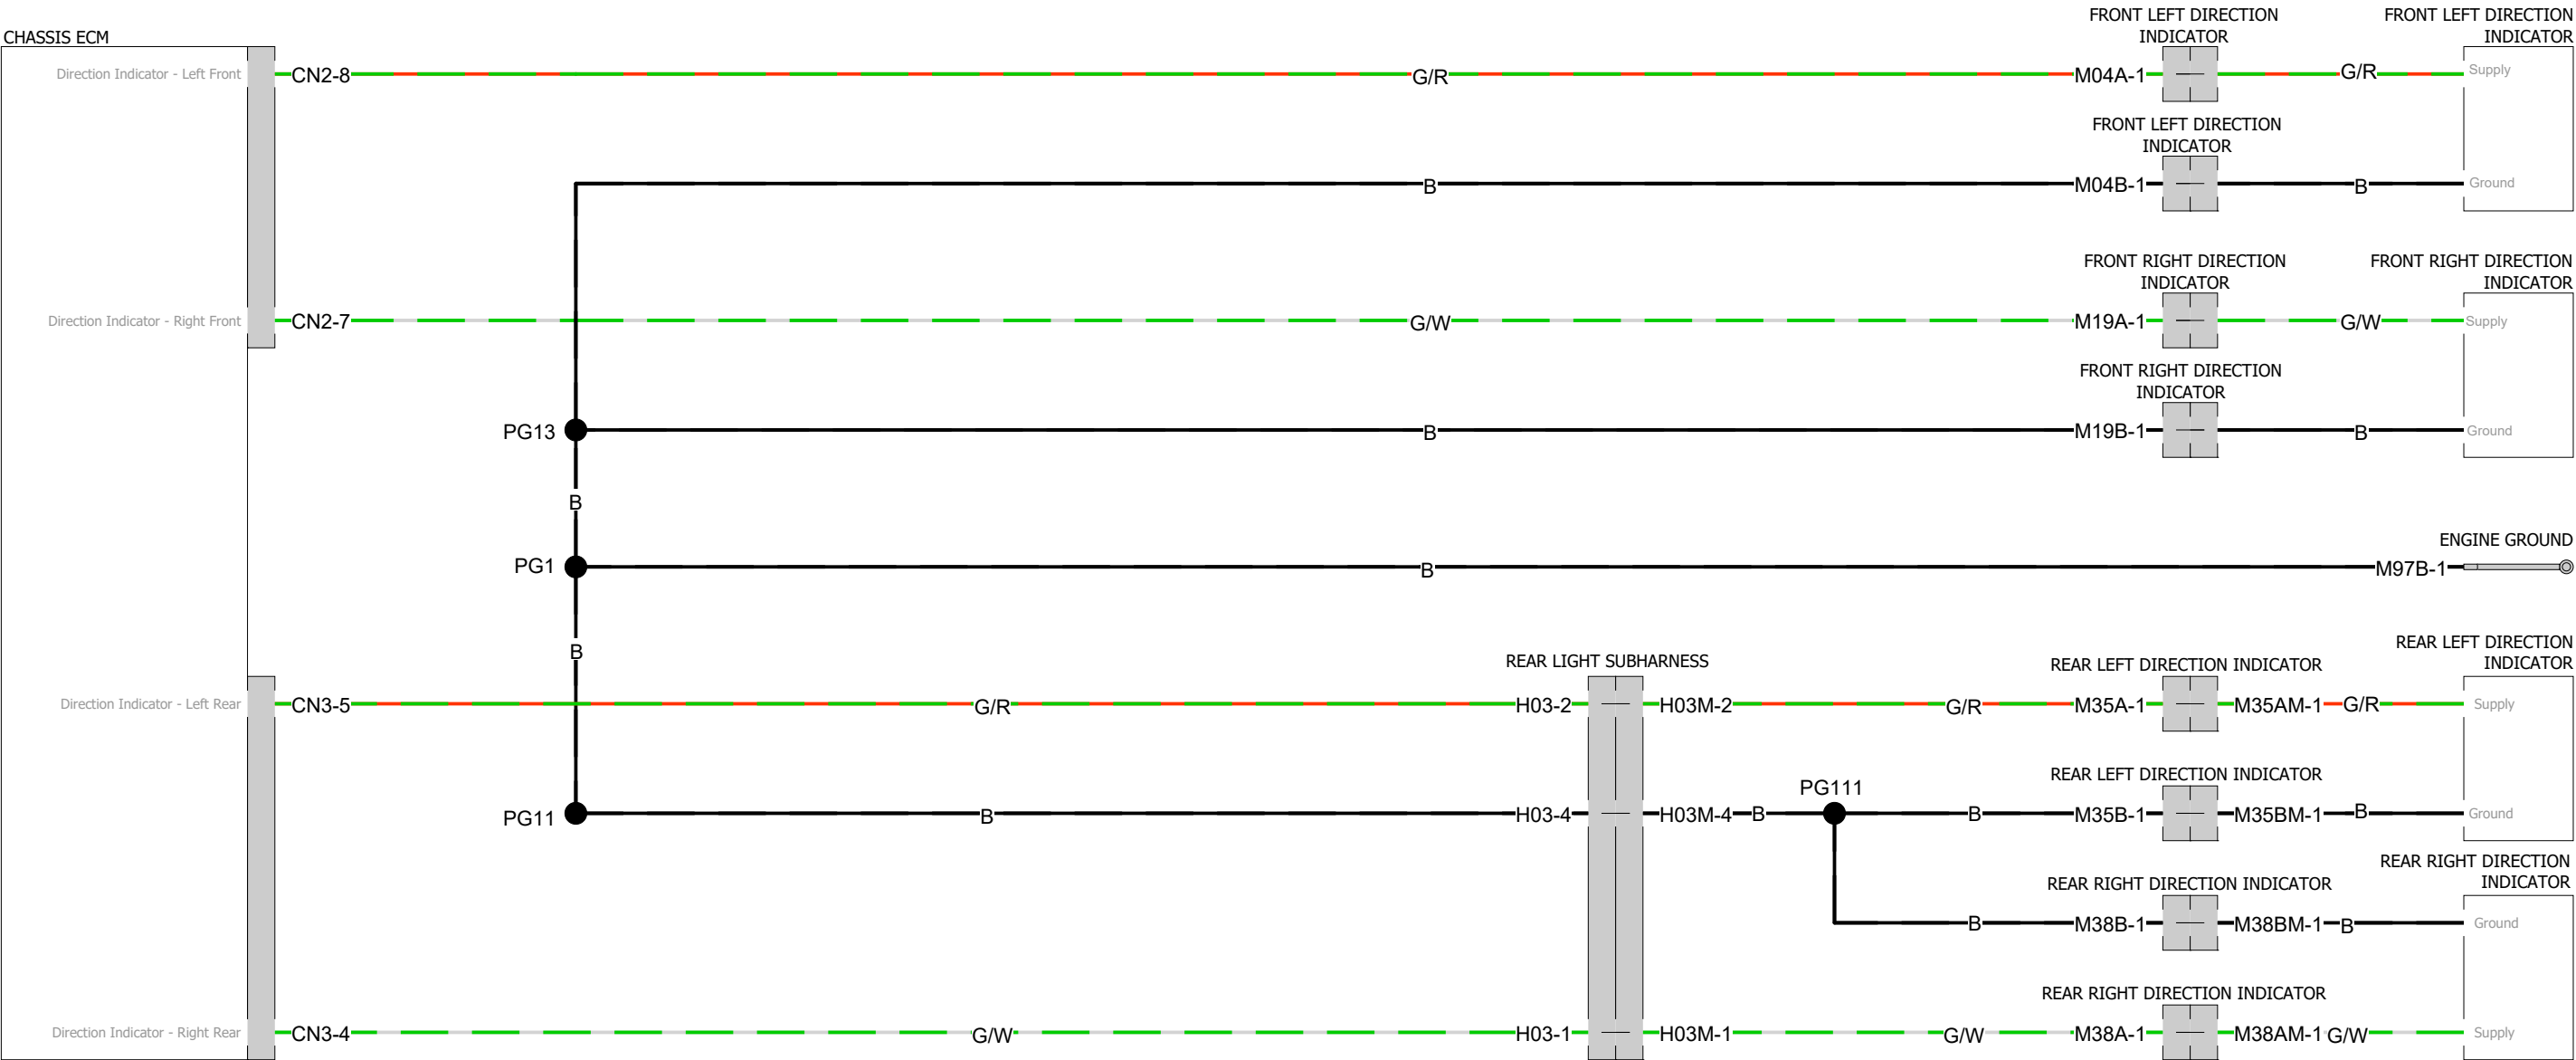 CHASSIS ECM
FRONT LEFT DIRECTION
INDICATOR
FRONT LEFT DIRECTION
INDICATOR
Direction Indicator - Left Front
CN2-8
G/R
M04A-1
G/R
Supply
FRONT LEFT DIRECTION
INDICATOR
B
M04B-1
B
Ground
FRONT RIGHT DIRECTION
INDICATOR
FRONT RIGHT DIRECTION
INDICATOR
Direction Indicator - Right Front
CN2-7
G/W
M19A-1
G/W
Supply
FRONT RIGHT DIRECTION
INDICATOR
PG13
B
M19B-1
B
Ground
B
ENGINE GROUND
PG1
B
M97B-1
B
REAR LIGHT SUBHARNESS
REAR LEFT DIRECTION INDICATOR
REAR LEFT DIRECTION
INDICATOR
Direction Indicator - Left Rear
CN3-5
G/R
H03-2
H03M-2
G/R
M35A-1
M35AM-1
G/R
Supply
REAR LEFT DIRECTION INDICATOR
PG111
PG11
B
H03-4
H03M-4
B
B
M35B-1
M35BM-1
B
Ground
REAR RIGHT DIRECTION
INDICATOR
REAR RIGHT DIRECTION INDICATOR
B
M38B-1
M38BM-1
B
Ground
REAR RIGHT DIRECTION INDICATOR
Direction Indicator - Right Rear
CN3-4
G/W
H03-1
H03M-1
G/W
M38A-1
M38AM-1
G/W
Supply